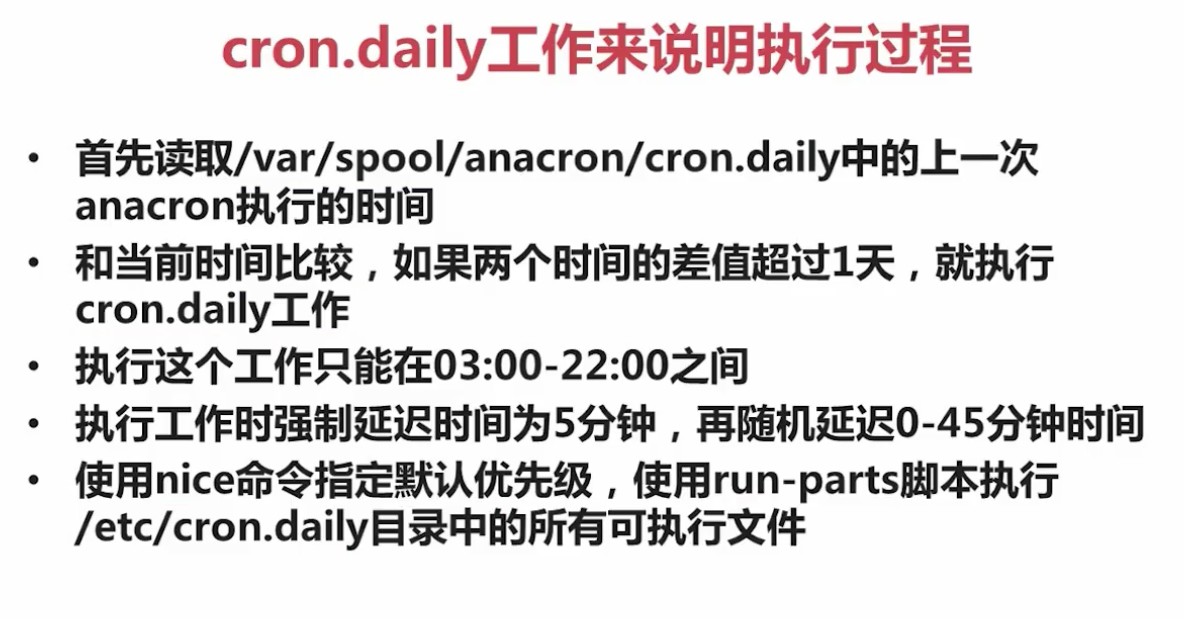 cron.daily工作来说明执行过程
• 首先读取/var/spool/anacron/cron.daily中的上一次
anacron执行的时间
• 和当前时间比较，如果两个时间的差值超过1天，就执行
cron.daily工作
• 执行这个工作只能在03:00-22:00之间
• 执行工作时强制延迟时间为5分钟，再随机延迟0-45分钟时间
• 使用nice命令指定默认优先级，使用run-parts脚本执行
/etc/cron.daily目录中的所有可执行文件